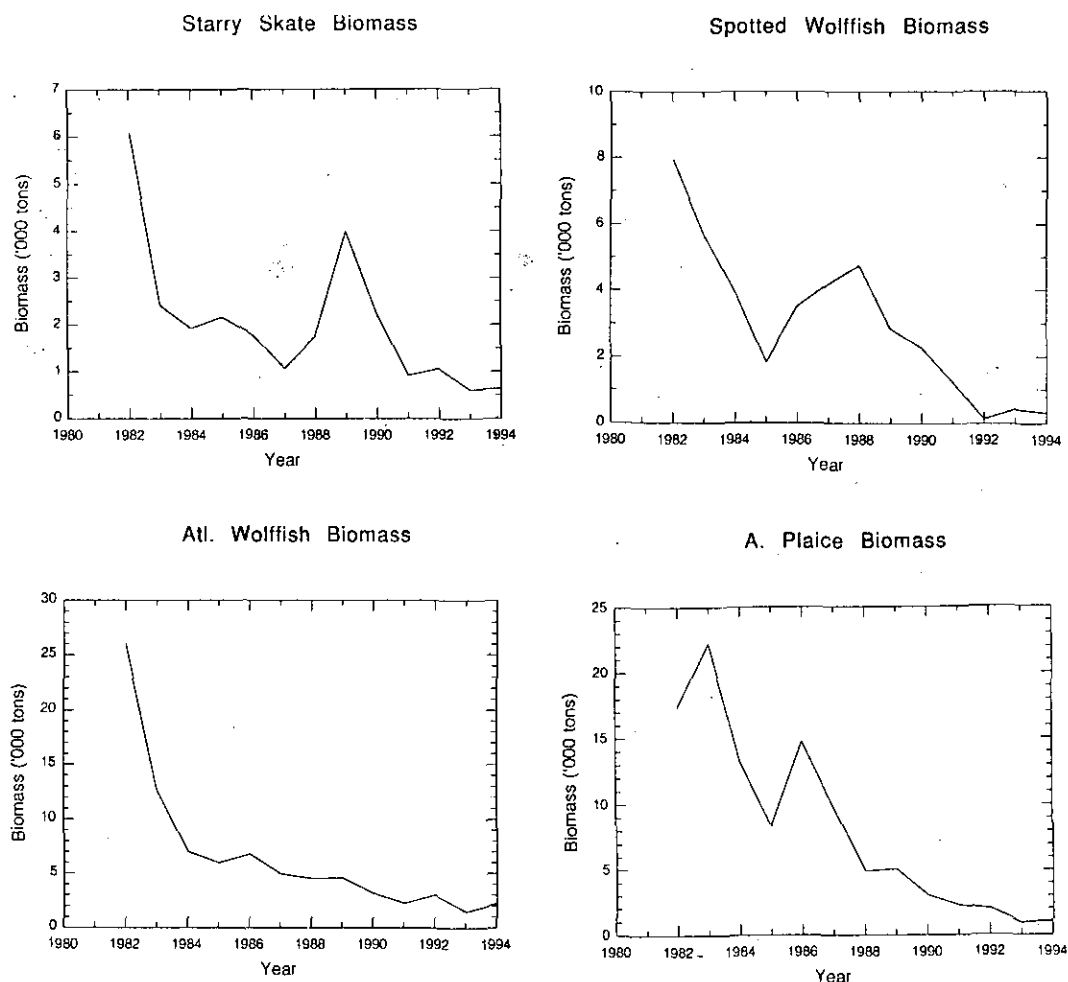 Starry Skate Biomass
7
6
5
4
3
2
1
0
Biomass ('000 tons)
1980 1982 1984 1986 1988 1990 1992 1994
Year
Spotted Wolffish Biomass
10
8
6
4
2
0
Biomass ('000 tons)
1980 1982 1984 1986 1988 1990 1992 1994
Year
Atl. Wolffish Biomass
30
25
20
15
10
5
0
Biomass ('000 tons)
1980 1982 1984 1986 1988 1990 1992 1994
Year
A. Plaice Biomass
25
20
15
10
5
0
Biomass ('000 tons)
1980 1982 1984 1986 1988 1990 1992 1994
Year